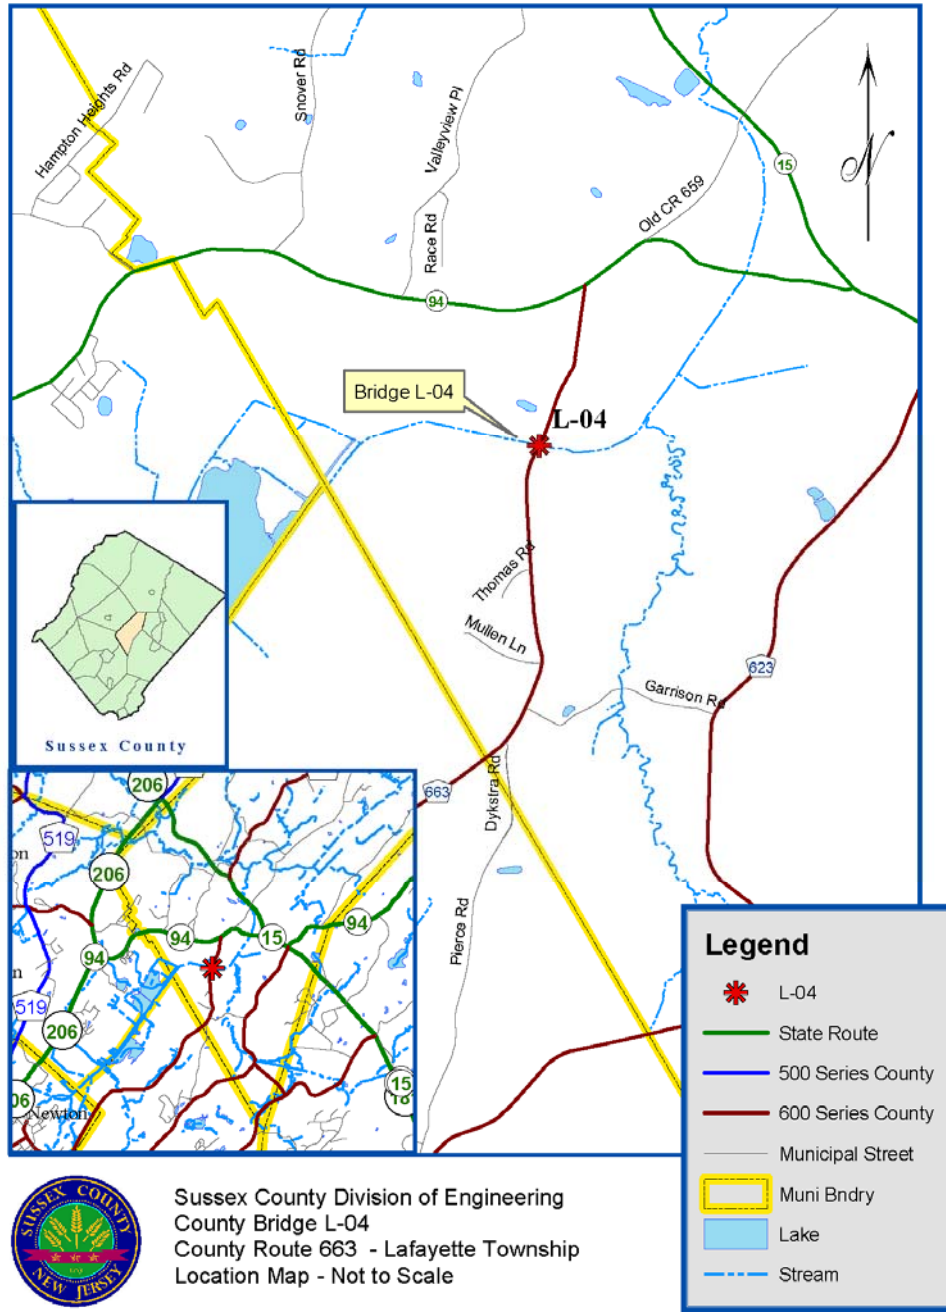 Hampton Heights Rd
Snover Rd
Valleyview Pl
Race Rd
Old CR 659
15
N
94
Bridge L-04
L-04
Thomas Rd
Mullen Ln
Garrison Rd
623
663
Dykstra Rd
Pierce Rd
Sussex County
206
519
on
206
94
15
94
94
n
519
206
06
Newton
15
18
Legend
L-04
State Route
500 Series County
600 Series County
Municipal Street
Muni Bndry
Lake
Stream
SUSSEX COUNTY
NEW JERSEY
Sussex County Division of Engineering
County Bridge L-04
County Route 663 - Lafayette Township
Location Map - Not to Scale